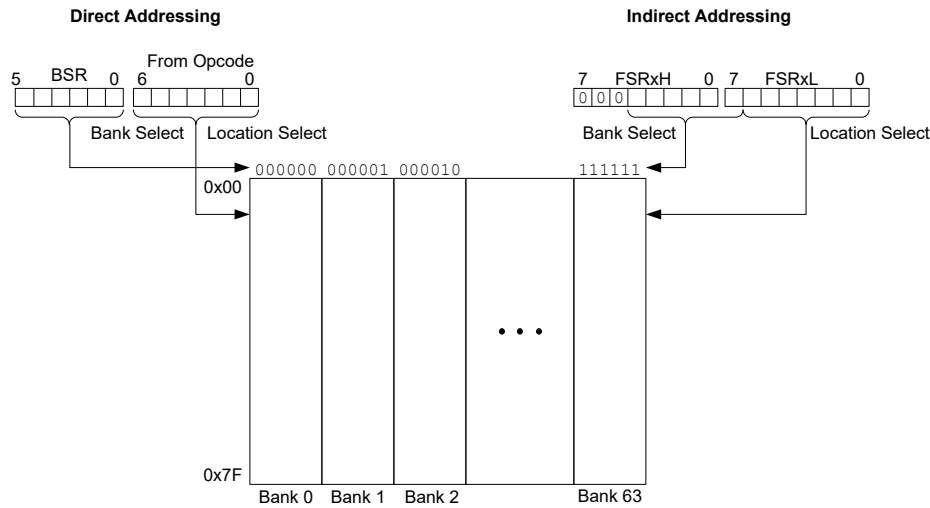 Direct Addressing
Indirect Addressing
From Opcode
5 BSR 0 6 0
7 FSRxH 0 7 FSRxL 0
0 0 0
Bank Select Location Select
Bank Select Location Select
000000 000001 000010 111111
0x00
0x7F
Bank 0 Bank 1 Bank 2 Bank 63